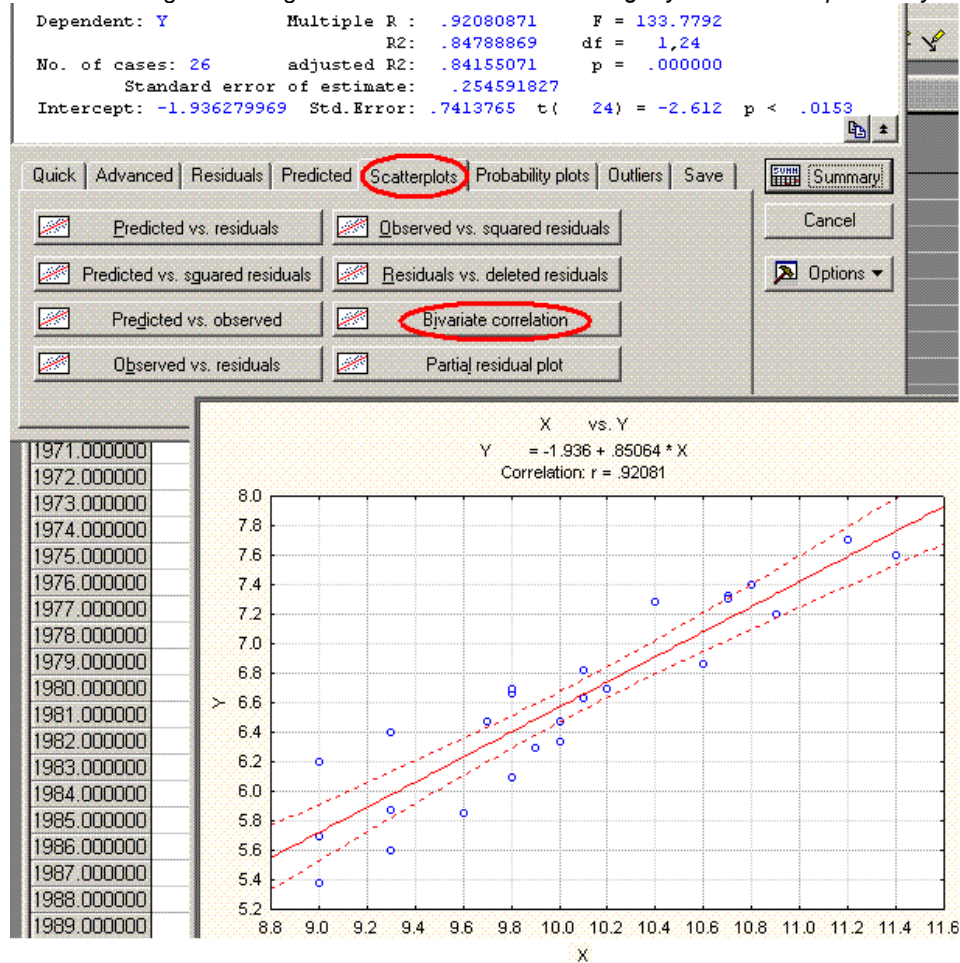 Dependent: Y Multiple R : .92080871 F = 133.7792
R2: .84788869 df = 1,24
No. of cases: 26 adjusted R2: .84155071 p = .000000
Standard error of estimate: .254591827
Intercept: -1.936279969 Std.Error: .7413765 t( 24) = -2.612 p < .0153
Quick Advanced Residuals Predicted Scatterplots Probability plots Outliers Save
Summary
Cancel
Options
Predicted vs. residuals Observed vs. squared residuals
Predicted vs. squared residuals Residuals vs. deleted residuals
Predicted vs. observed Bivariate correlation
Observed vs. residuals Partial residual plot
1971.000000
1972.000000
1973.000000
1974.000000
1975.000000
1976.000000
1977.000000
1978.000000
1979.000000
1980.000000
1981.000000
1982.000000
1983.000000
1984.000000
1985.000000
1986.000000
1987.000000
1988.000000
1989.000000
X vs. Y
Y = -1.936 + .85064 * X
Correlation: r = .92081
8.0
7.8
7.6
7.4
7.2
7.0
6.8
6.6
6.4
6.2
6.0
5.8
5.6
5.4
5.2
Y
8.8 9.0 9.2 9.4 9.6 9.8 10.0 10.2 10.4 10.6 10.8 11.0 11.2 11.4 11.6
X